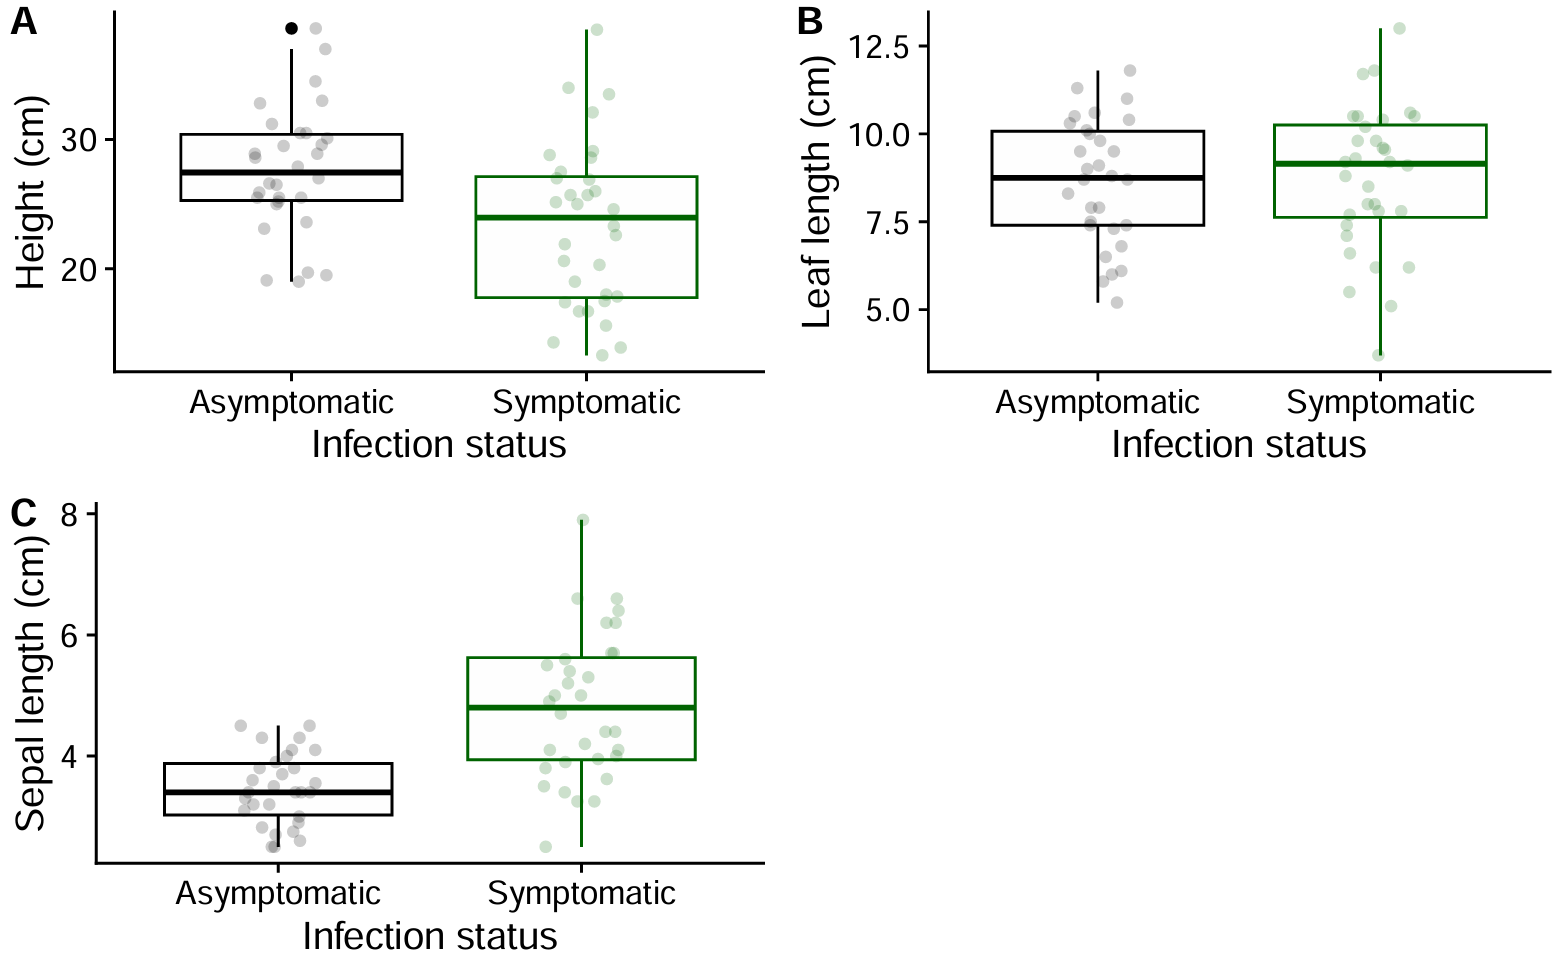 A
Height (cm)
30
20
Asymptomatic Symptomatic
Infection status
B
Leaf length (cm)
12.5
10.0
7.5
5.0
Asymptomatic Symptomatic
Infection status
C
Sepal length (cm)
8
6
4
Asymptomatic Symptomatic
Infection status